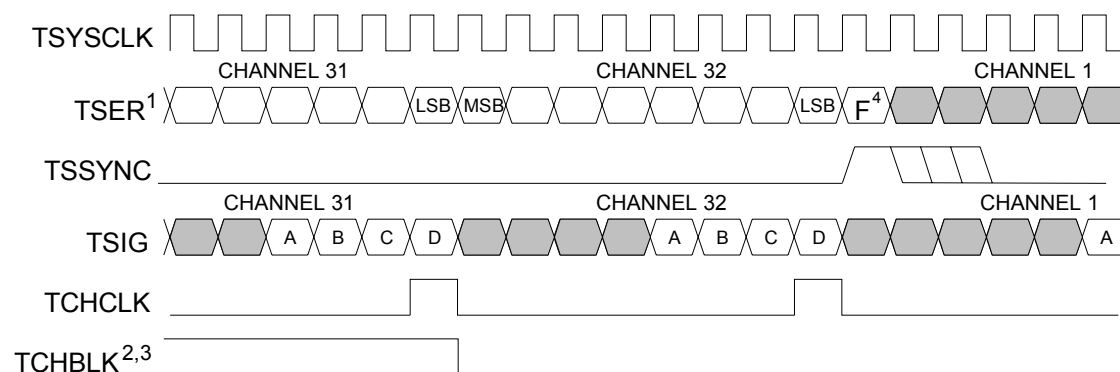 TSYSCLK
CHANNEL 31 CHANNEL 32 CHANNEL 1
TSER¹ LSB MSB LSB F⁴
TSSYNC
CHANNEL 31 CHANNEL 32 CHANNEL 1
TSIG A B C D A B C D A
TCHCLK
TCHBLK²,³